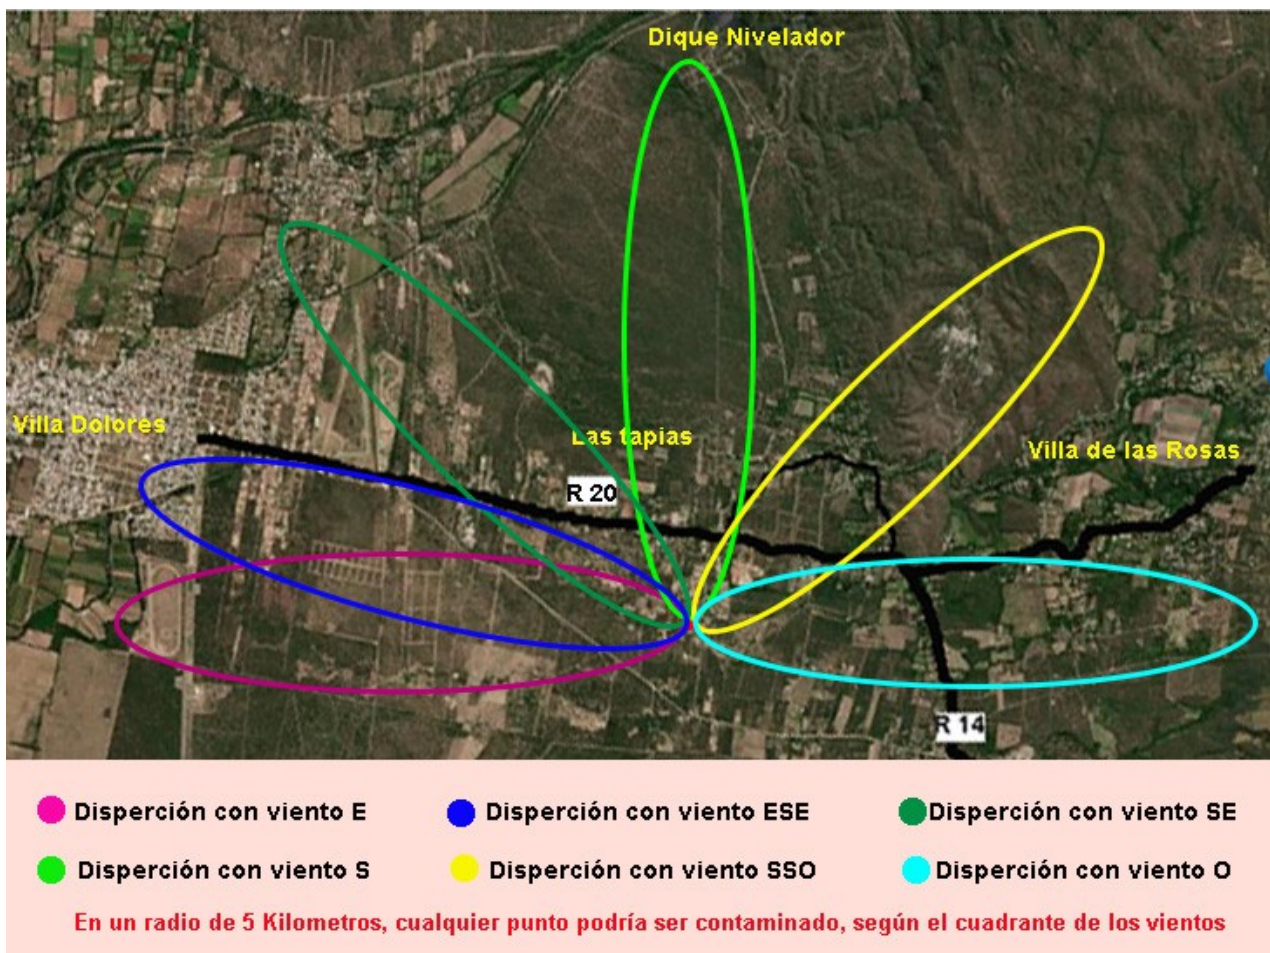 Dique Nivelador
Villa Dolores
Las tapias
Villa de las Rosas
R 20
R 14
Disperción con viento E
Disperción con viento ESE
Disperción con viento SE
Disperción con viento S
Disperción con viento SSO
Disperción con viento O
En un radio de 5 Kilometros, cualquier punto podría ser contaminado, según el cuadrante de los vientos